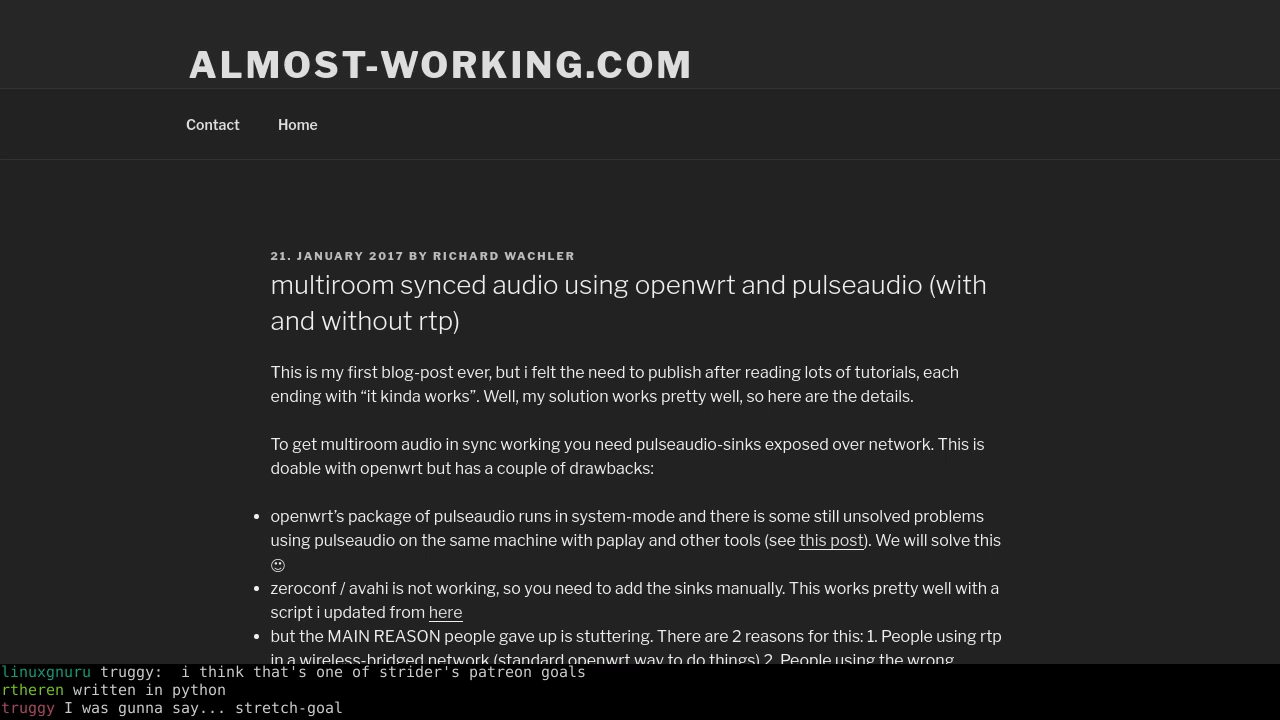 ALMOST-WORKING.COM
Contact Home
21. JANUARY 2017 BY RICHARD WACHLER
multiroom synced audio using openwrt and pulseaudio (with
and without rtp)
This is my first blog-post ever, but i felt the need to publish after reading lots of tutorials, each
ending with “it kinda works”. Well, my solution works pretty well, so here are the details.
To get multiroom audio in sync working you need pulseaudio-sinks exposed over network. This is
doable with openwrt but has a couple of drawbacks:
• openwrt’s package of pulseaudio runs in system-mode and there is some still unsolved problems
using pulseaudio on the same machine with paplay and other tools (see this post). We will solve this
☺
• zeroconf / avahi is not working, so you need to add the sinks manually. This works pretty well with a
script i updated from here
• but the MAIN REASON people gave up is stuttering. There are 2 reasons for this: 1. People using rtp
in a wireless-bridged network (standard openwrt way to do things) 2. People using the wrong
linuxgnuru truggy:  i think that's one of strider's patreon goals
rtheren written in python
truggy I was gunna say... stretch-goal